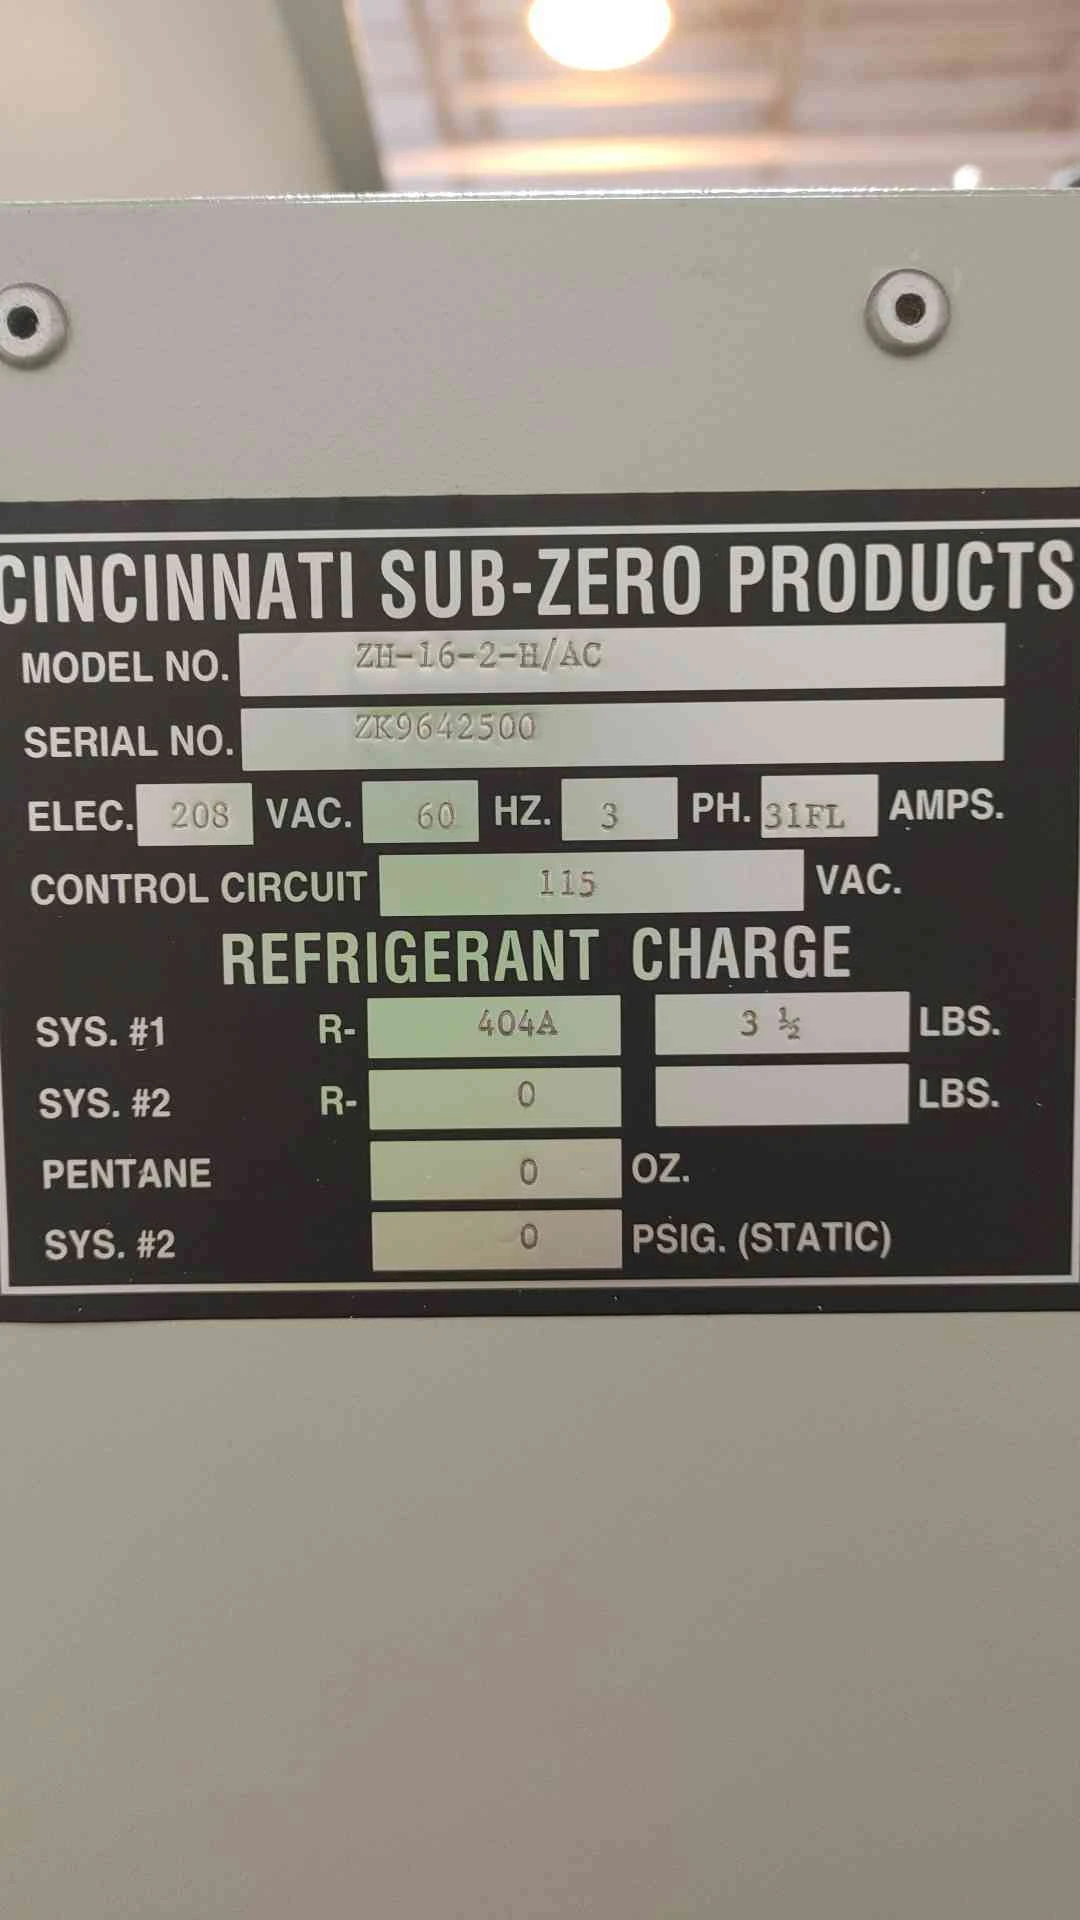 CINCINNATI SUB-ZERO PRODUCTS
MODEL NO. ZH-16-2-H/AC
SERIAL NO. ZK9642500
ELEC. 208 VAC. 60 HZ. 3 PH. 31FL AMPS.
CONTROL CIRCUIT 115 VAC.
REFRIGERANT CHARGE
SYS. #1 R- 404A 3 ½ LBS.
SYS. #2 R- 0 LBS.
PENTANE 0 OZ.
SYS. #2 0 PSIG. (STATIC)